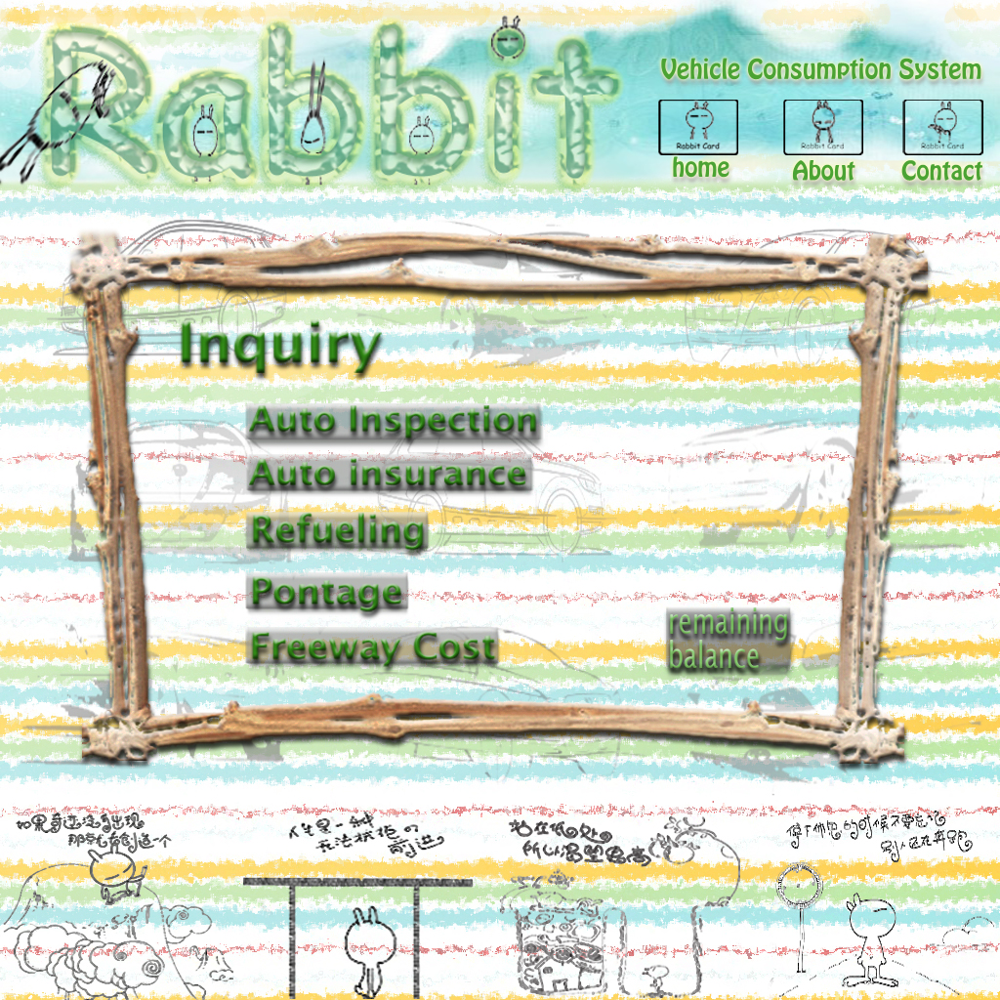 Rabbit
Vehicle Consumption System
Rabbit Card
Rabbit Card
Rabbit Card
home
About
Contact
Inquiry
Auto Inspection
Auto insurance
Refueling
Pontage
Freeway Cost
remaining
balance
如果奇迹没有出现
那就创造一个
人生是一种
无法抗拒的
前进
站在低处
所以渴望高
停下休息的时候不要忘记
别人还在奔跑